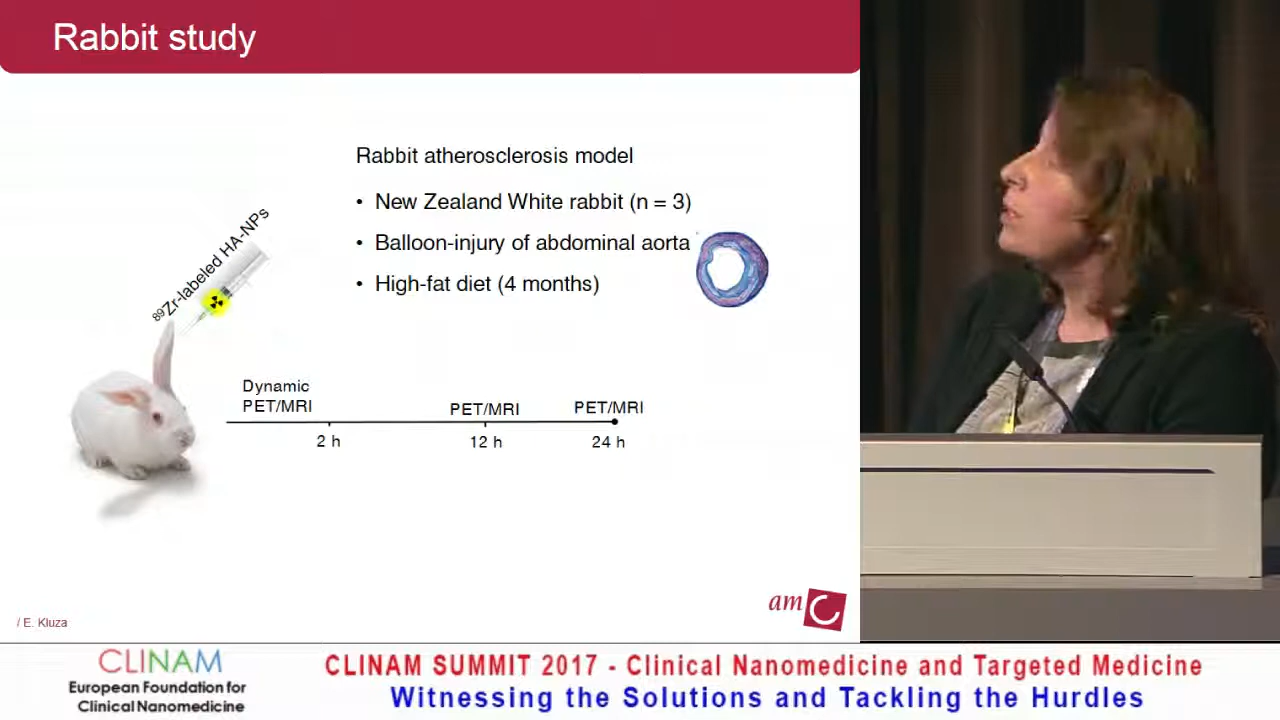 Rabbit study
Rabbit atherosclerosis model
• New Zealand White rabbit (n = 3)
• Balloon-injury of abdominal aorta
• High-fat diet (4 months)
⁸⁹Zr-labeled HA-NPs
Dynamic
PET/MRI
PET/MRI
PET/MRI
2 h
12 h
24 h
/ E. Kluza
amC
CLINAM
European Foundation for
Clinical Nanomedicine
CLINAM SUMMIT 2017 - Clinical Nanomedicine and Targeted Medicine
Witnessing the Solutions and Tackling the Hurdles